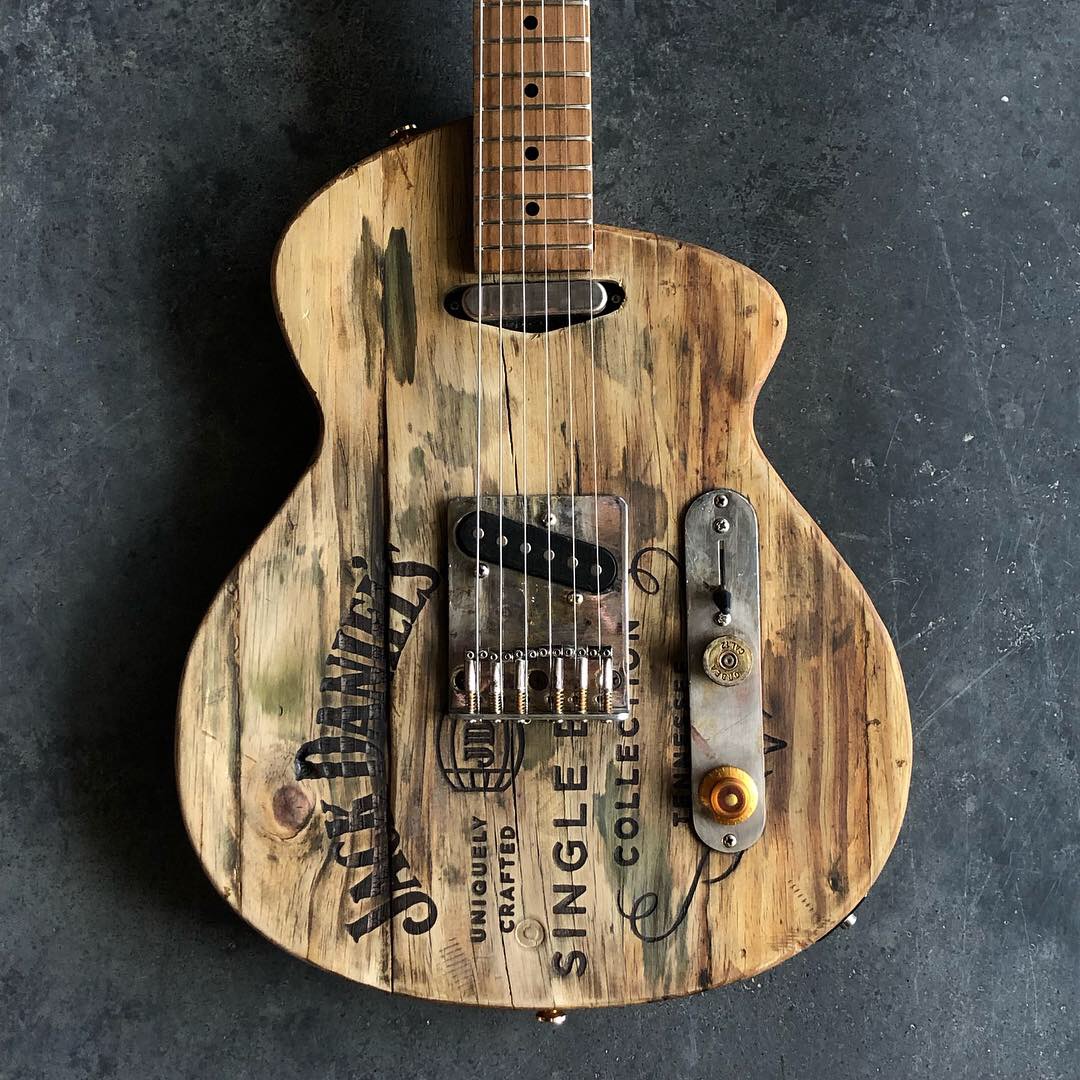 JACK DANIEL'S
JD
UNIQUELY
CRAFTED
SINGLE B
COLLECTION
TENNESSEE